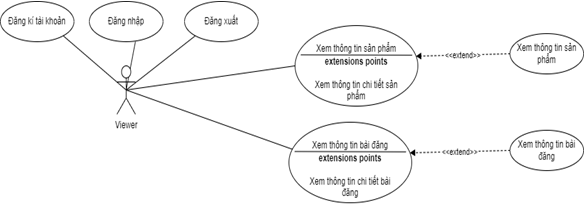 Đăng kí tài khoản
Đăng nhập
Đăng xuất
Xem thông tin sản phẩm
extensions points
Xem thông tin chi tiết sản
phẩm
<<extend>>
Xem thông tin sản
phẩm
Viewer
Xem thông tin bài đăng
extensions points
Xem thông tin chi tiết bài
đăng
<<extend>>
Xem thông tin bài
đăng